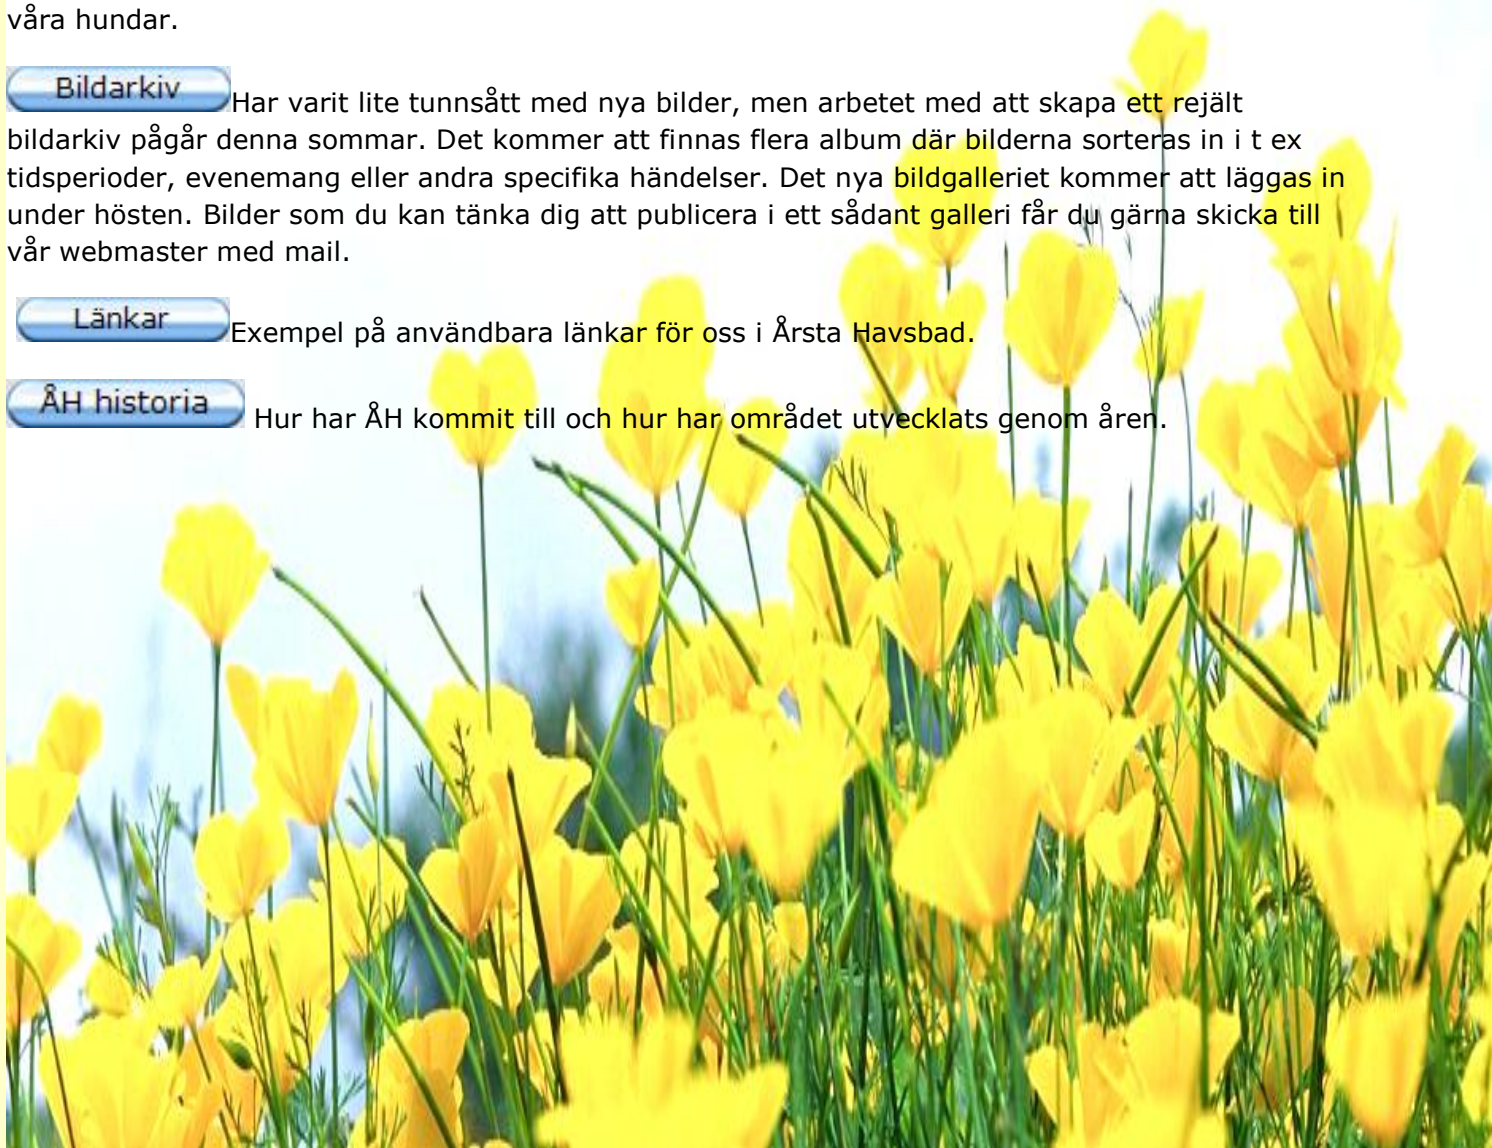 våra hundar.
Bildarkiv Har varit lite tunnsått med nya bilder, men arbetet med att skapa ett rejält
bildarkiv pågår denna sommar. Det kommer att finnas flera album där bilderna sorteras in i t ex
tidsperioder, evenemang eller andra specifika händelser. Det nya bildgalleriet kommer att läggas in
under hösten. Bilder som du kan tänka dig att publicera i ett sådant galleri får du gärna skicka till
vår webmaster med mail.
Länkar Exempel på användbara länkar för oss i Årsta Havsbad.
ÅH historia Hur har ÅH kommit till och hur har området utvecklats genom åren.